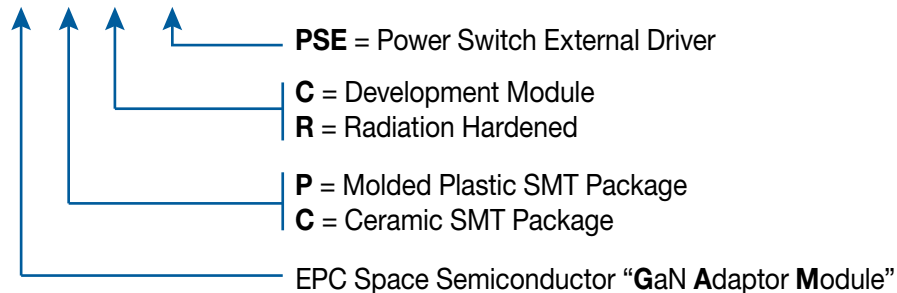 PSE = Power Switch External Driver
C = Development Module
R = Radiation Hardened
P = Molded Plastic SMT Package
C = Ceramic SMT Package
EPC Space Semiconductor “GaN Adaptor Module”